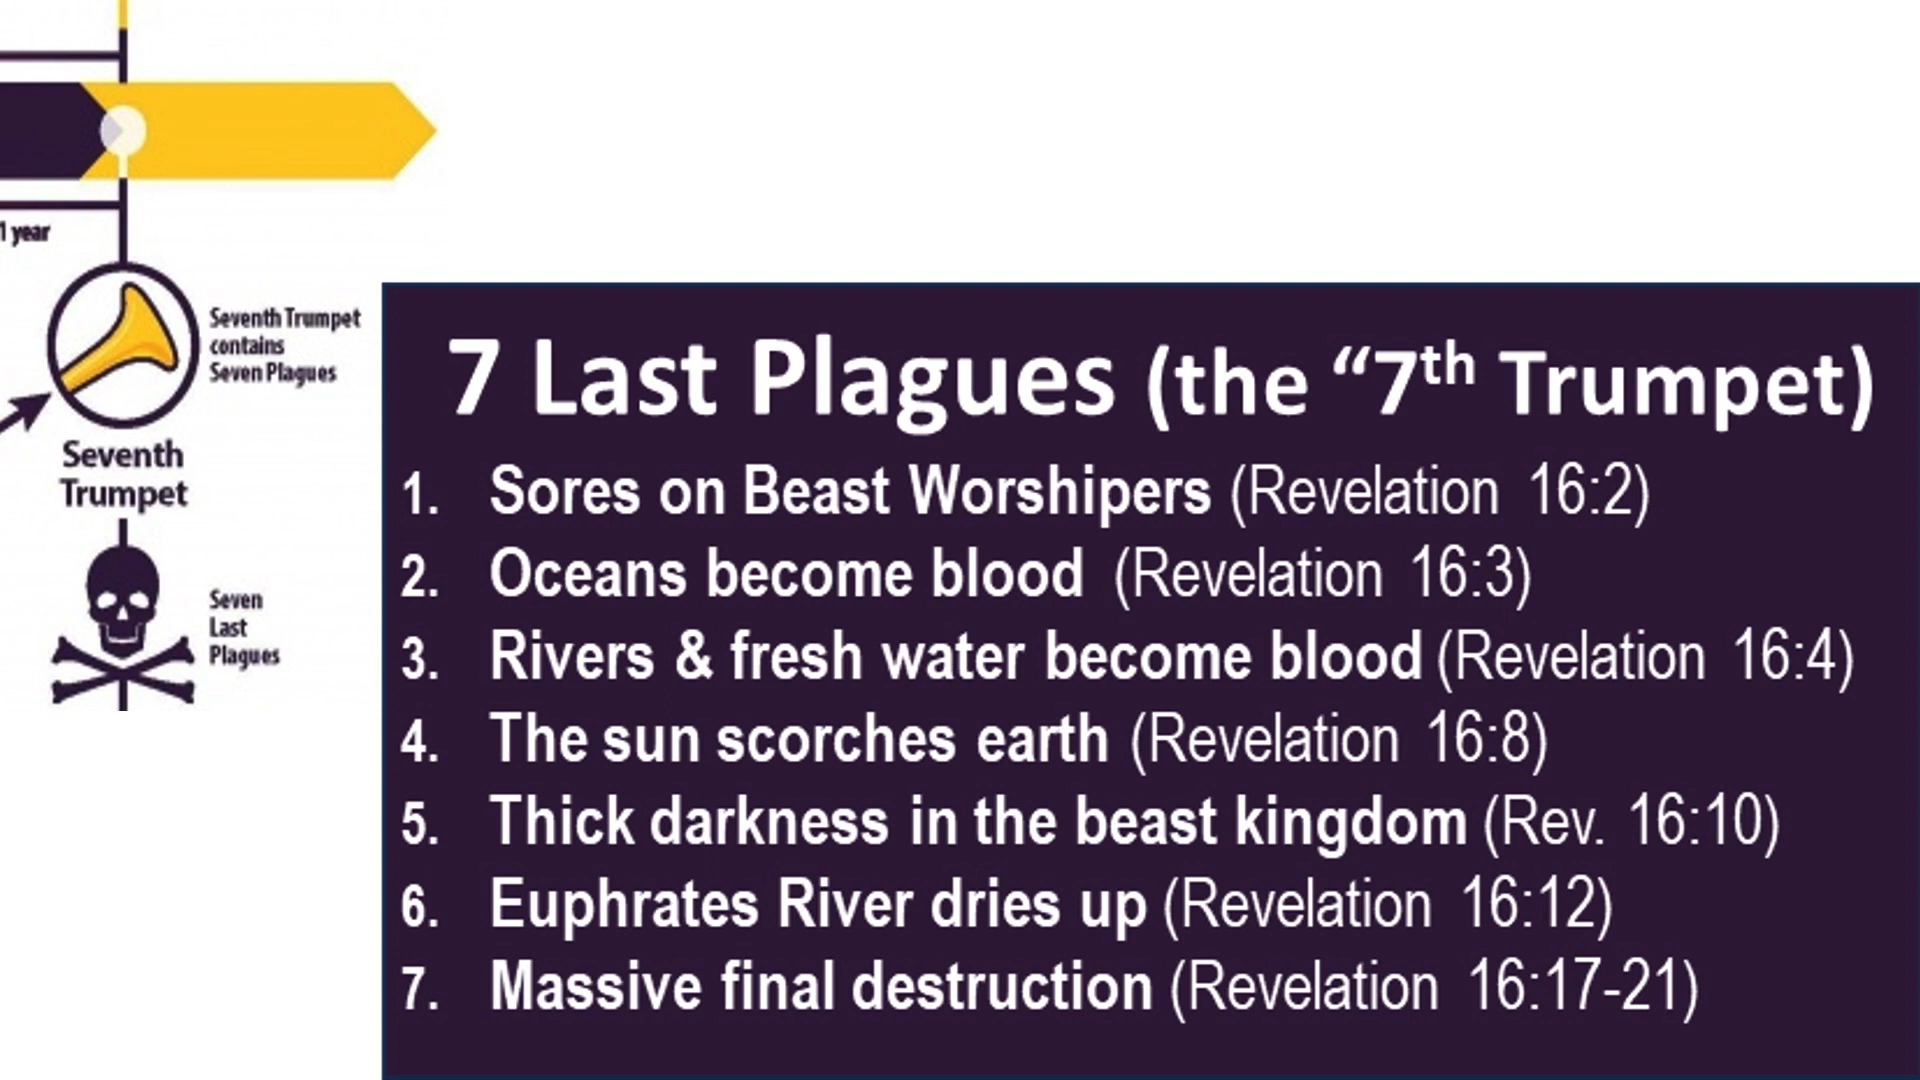 1 year
Seventh Trumpet
contains
Seven Plagues
Seventh
Trumpet
Seven
Last
Plagues
7 Last Plagues (the “7th Trumpet)
1. Sores on Beast Worshipers (Revelation 16:2)
2. Oceans become blood (Revelation 16:3)
3. Rivers & fresh water become blood (Revelation 16:4)
4. The sun scorches earth (Revelation 16:8)
5. Thick darkness in the beast kingdom (Rev. 16:10)
6. Euphrates River dries up (Revelation 16:12)
7. Massive final destruction (Revelation 16:17-21)